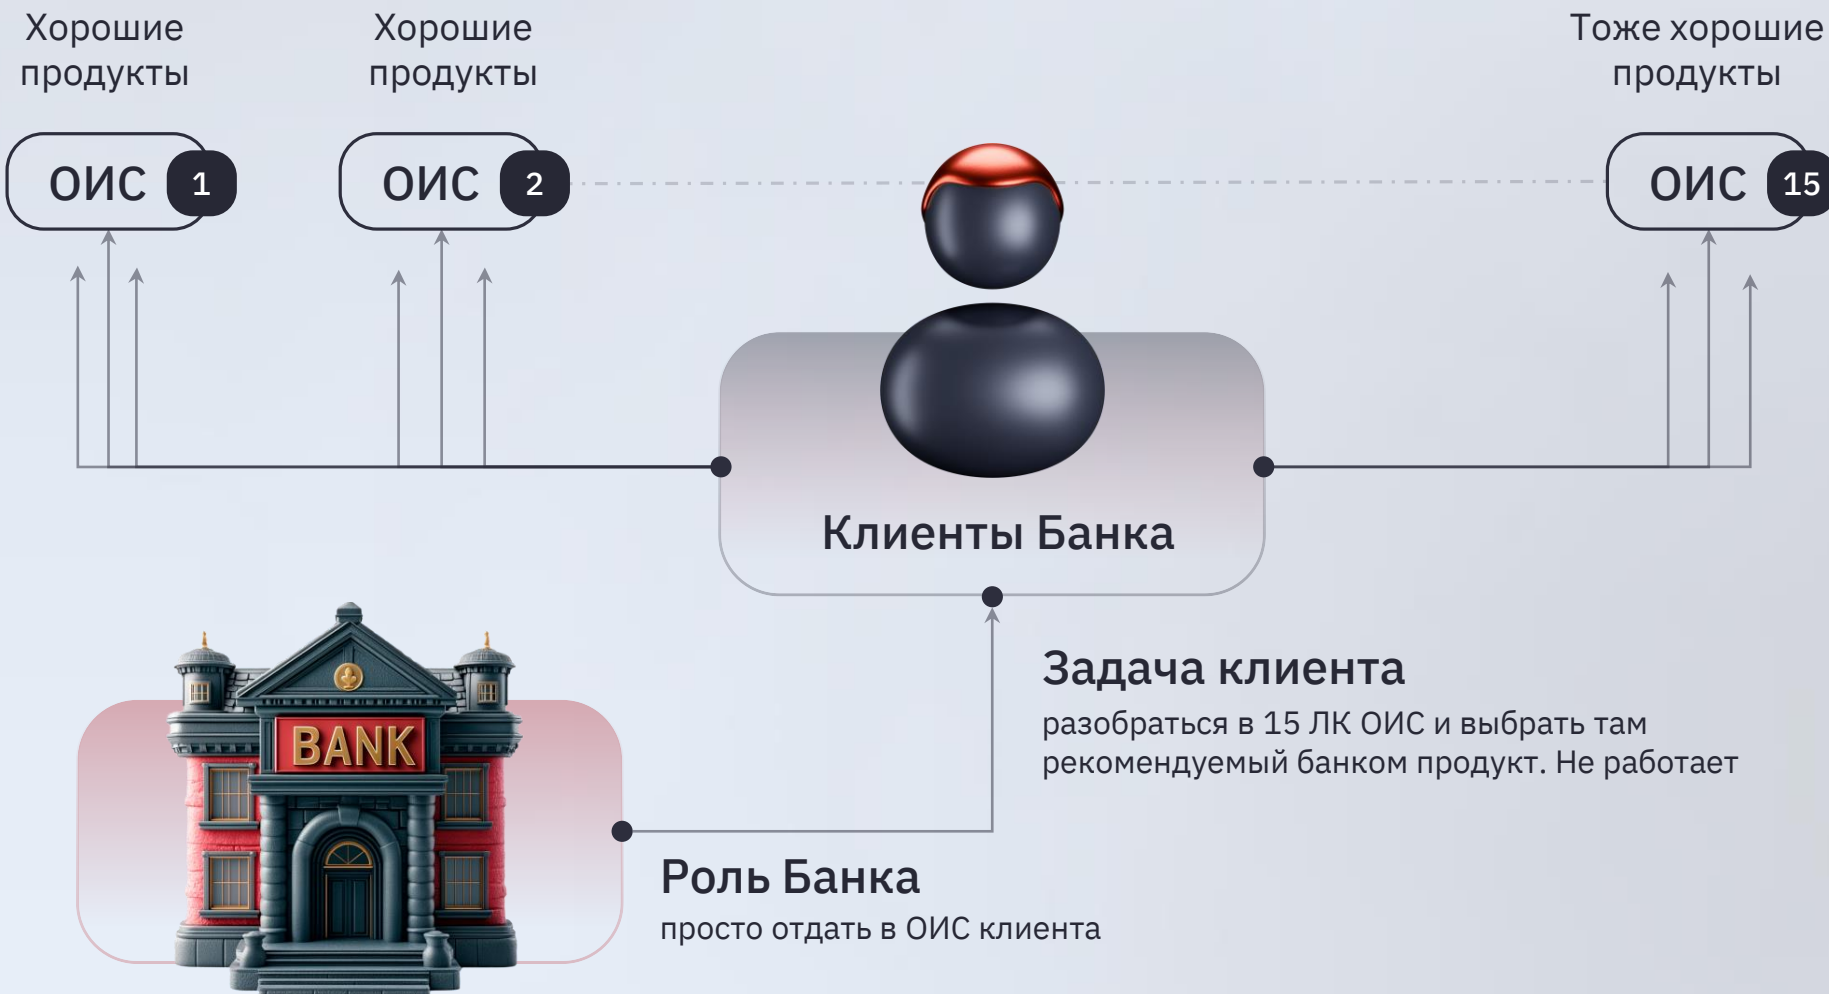 Хорошие
продукты
Хорошие
продукты
Тоже хорошие
продукты
ОИС 1
ОИС 2
ОИС 15
Клиенты Банка
BANK
Задача клиента
разобраться в 15 ЛК ОИС и выбрать там
рекомендуемый банком продукт. Не работает
Роль Банка
просто отдать в ОИС клиента